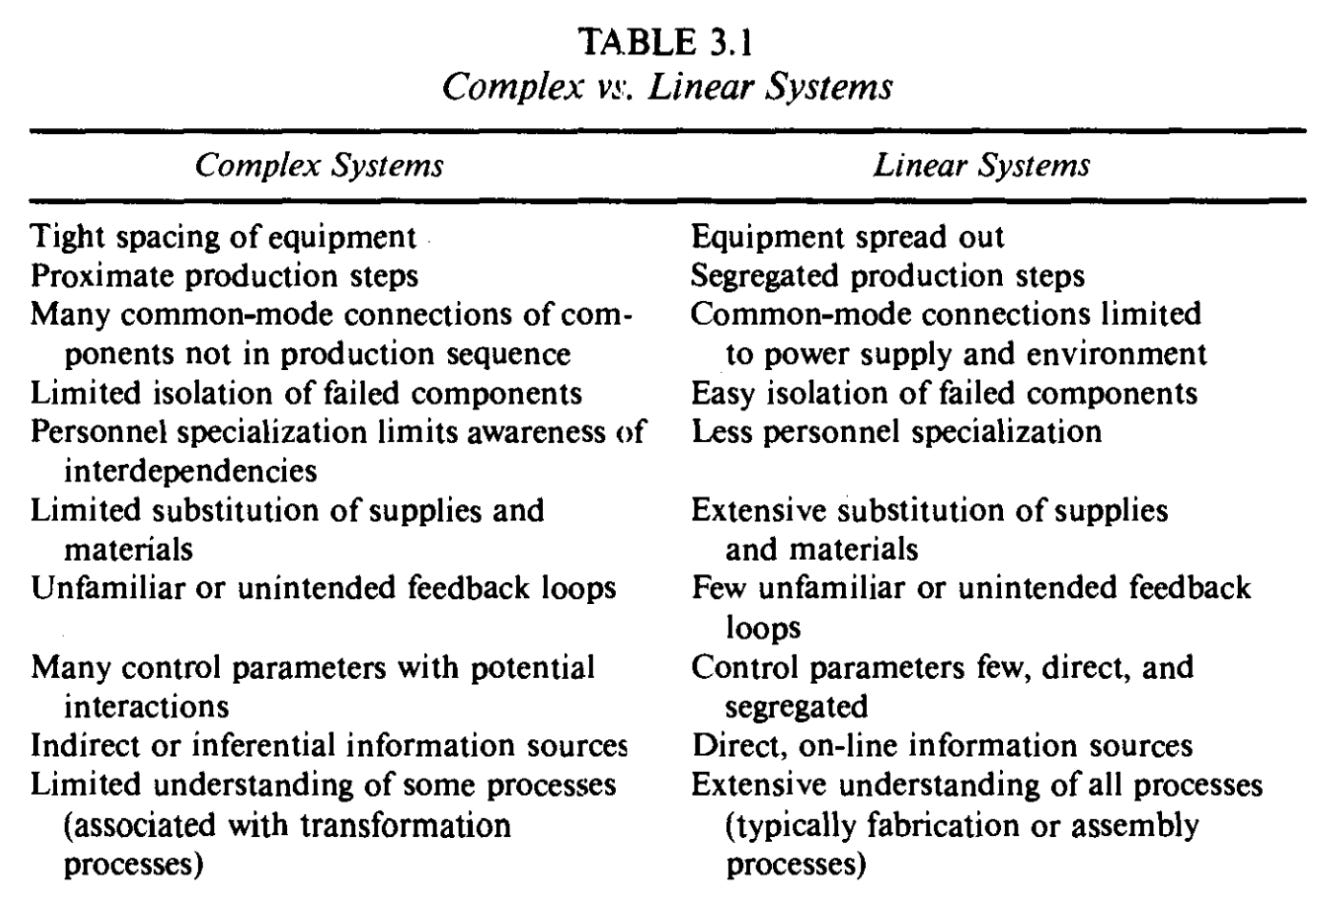 TABLE 3.1
Complex vs. Linear Systems
Complex Systems
Linear Systems
Tight spacing of equipment
Equipment spread out
Proximate production steps
Segregated production steps
Many common-mode connections of com-
ponents not in production sequence
Common-mode connections limited
to power supply and environment
Limited isolation of failed components
Easy isolation of failed components
Personnel specialization limits awareness of
interdependencies
Less personnel specialization
Limited substitution of supplies and
materials
Extensive substitution of supplies
and materials
Unfamiliar or unintended feedback loops
Few unfamiliar or unintended feedback
loops
Many control parameters with potential
interactions
Control parameters few, direct, and
segregated
Indirect or inferential information sources
Direct, on-line information sources
Limited understanding of some processes
(associated with transformation
processes)
Extensive understanding of all processes
(typically fabrication or assembly
processes)